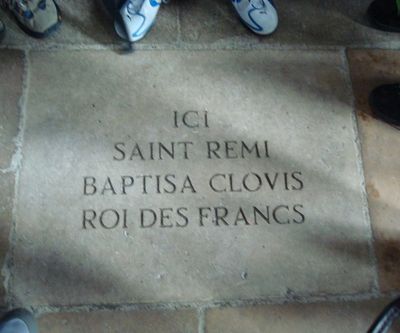 ICI
SAINT REMI
BAPTISA CLOVIS
ROI DES FRANCS